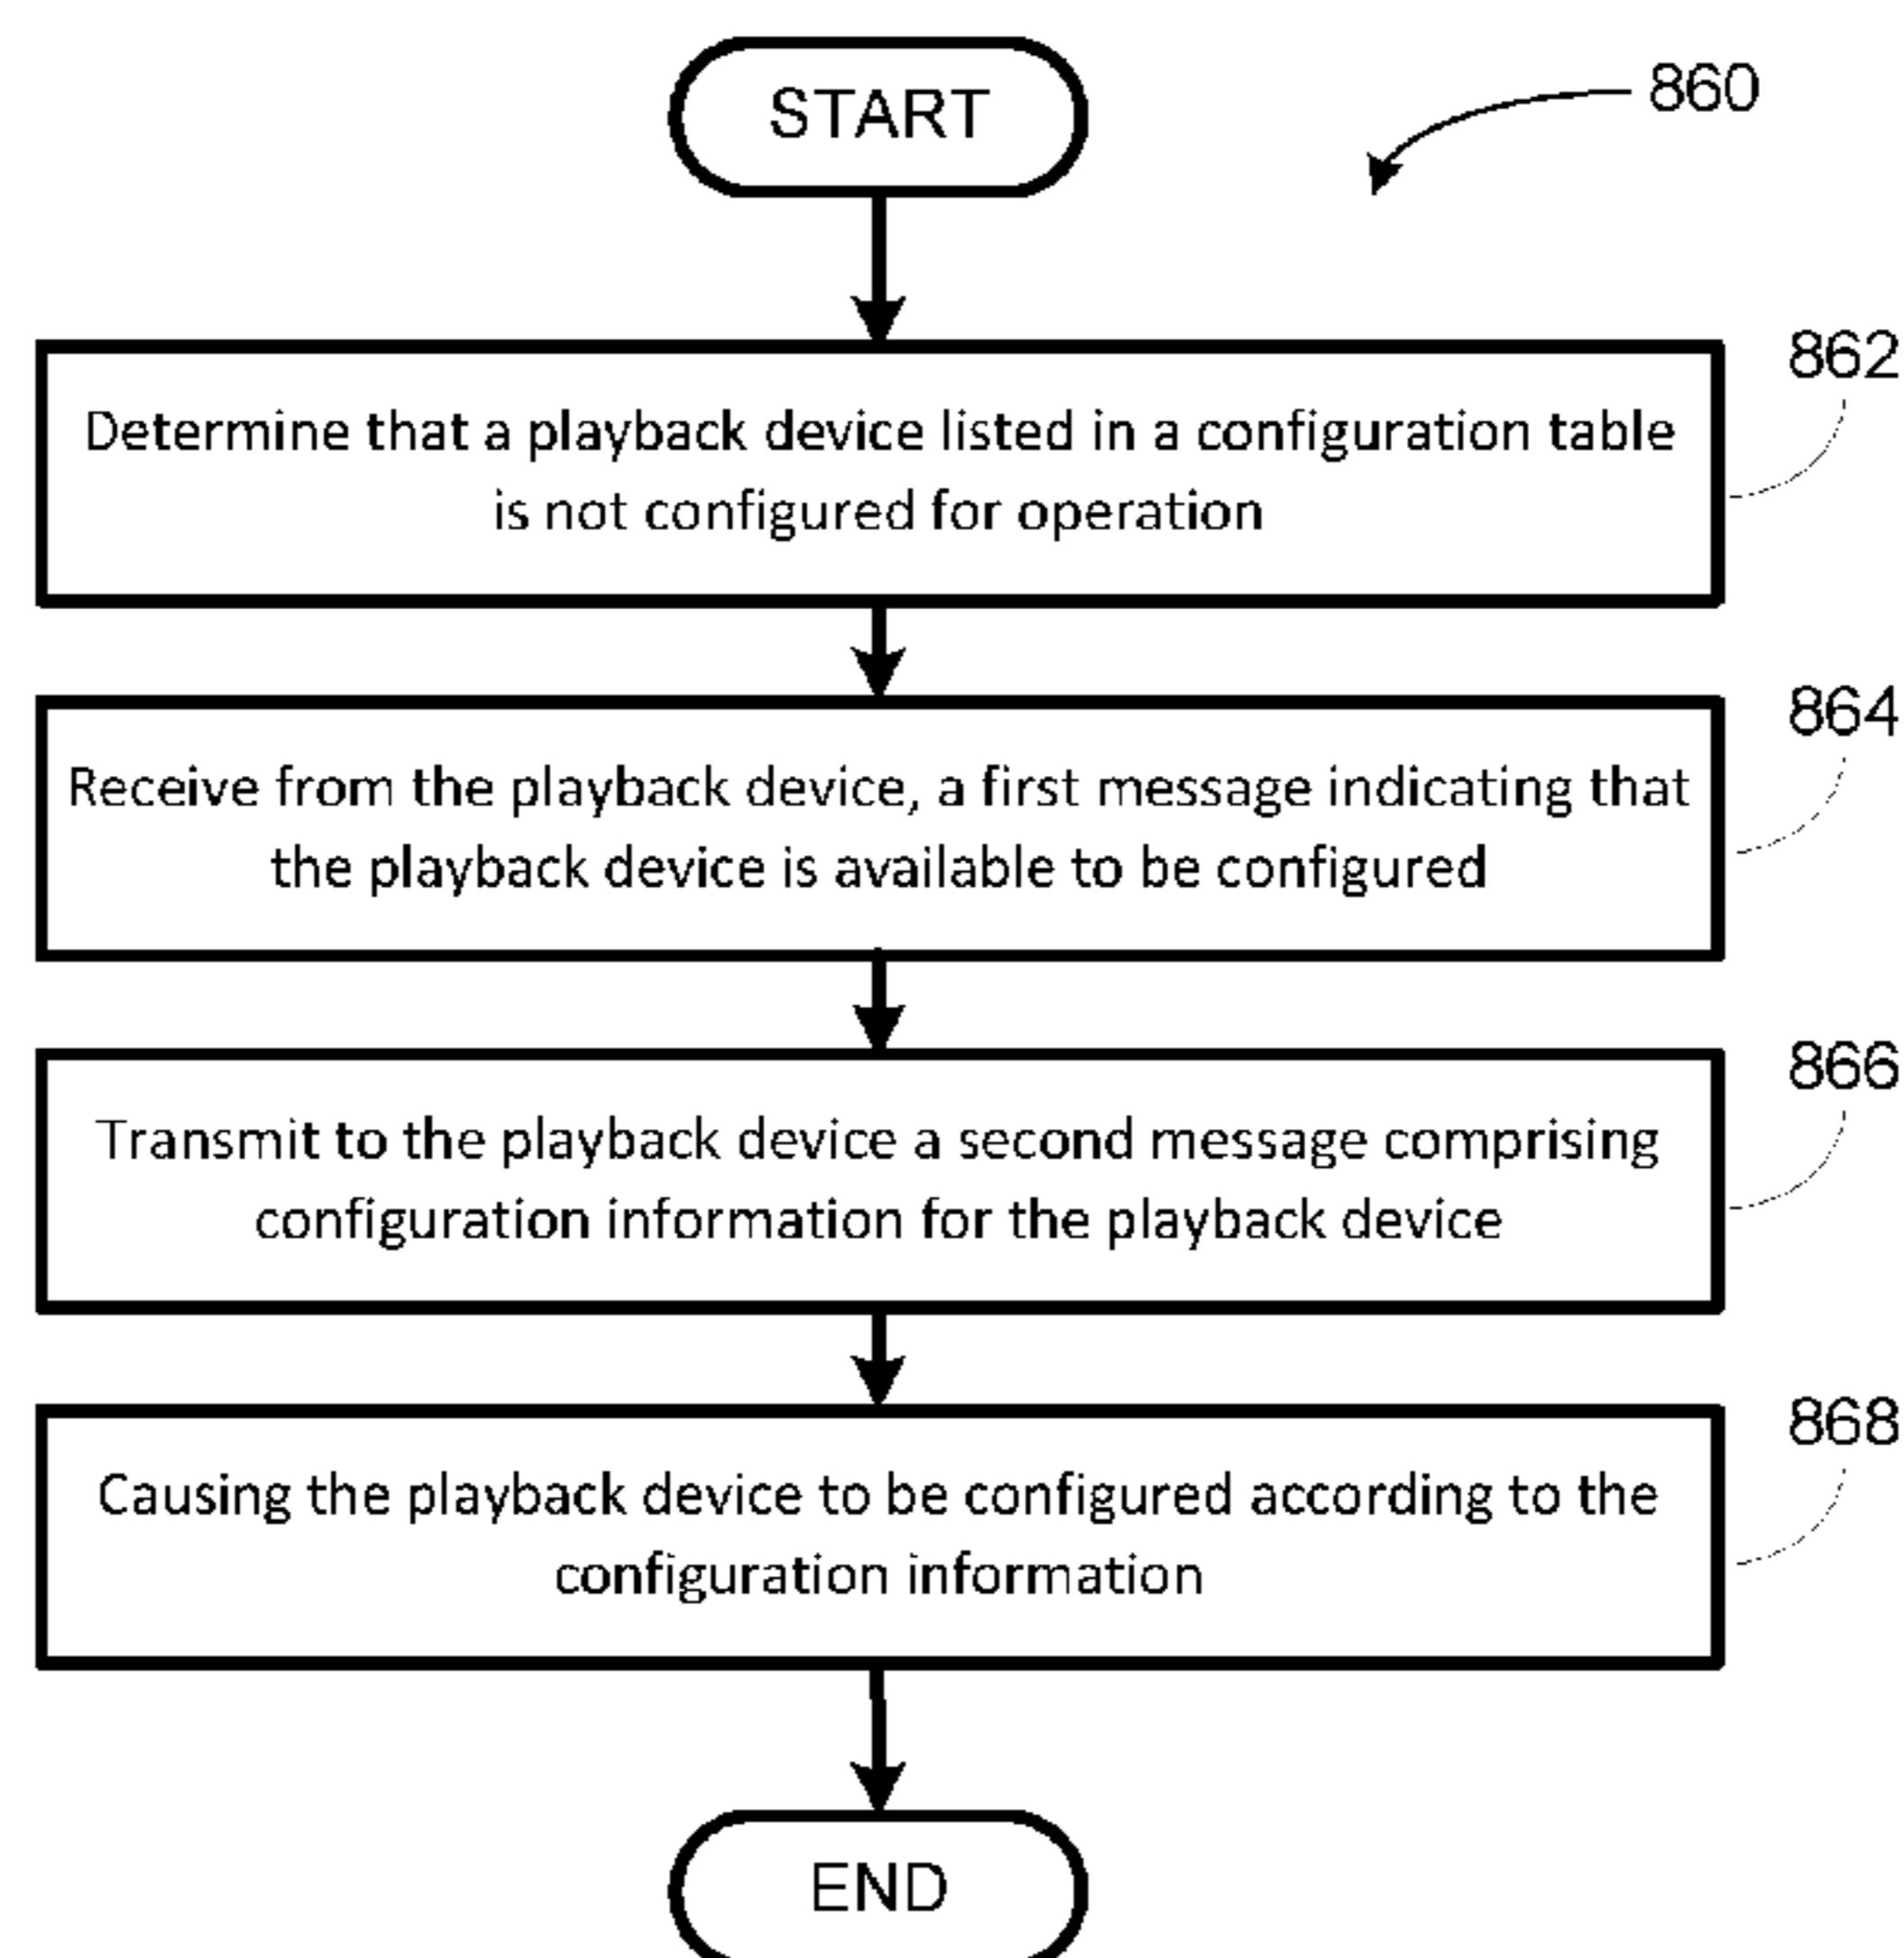 START
860
862
Determine that a playback device listed in a configuration table
is not configured for operation
864
Receive from the playback device, a first message indicating that
the playback device is available to be configured
866
Transmit to the playback device a second message comprising
configuration information for the playback device
868
Causing the playback device to be configured according to the
configuration information
END